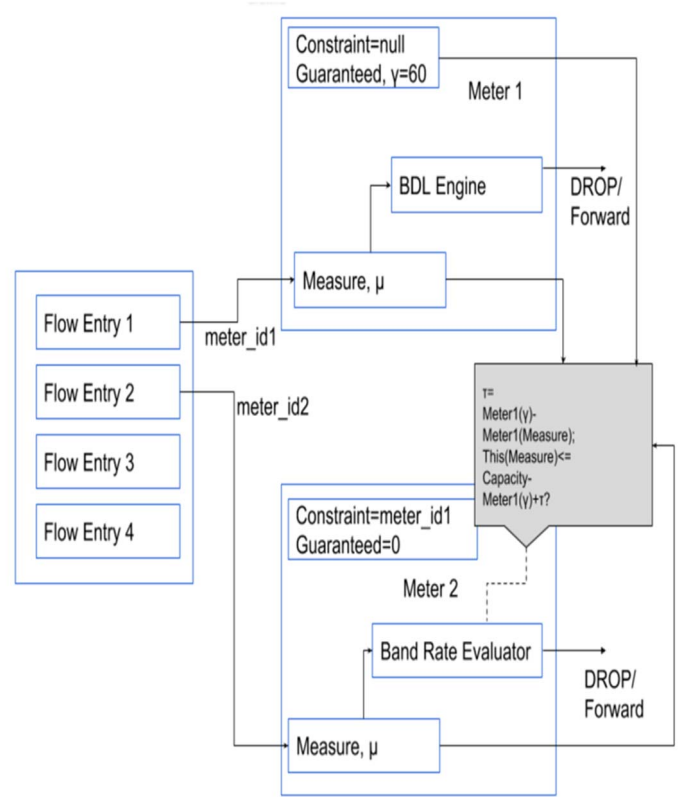 Constraint=null
Guaranteed, γ=60
Meter 1
BDL Engine
DROP/
Forward
Measure, μ
Flow Entry 1
meter_id1
Flow Entry 2
meter_id2
Flow Entry 3
Flow Entry 4
τ=
Meter1(γ)-
Meter1(Measure);
This(Measure)<=
Capacity-
Meter1(γ)+τ?
Constraint=meter_id1
Guaranteed=0
Meter 2
Band Rate Evaluator
DROP/
Forward
Measure, μ